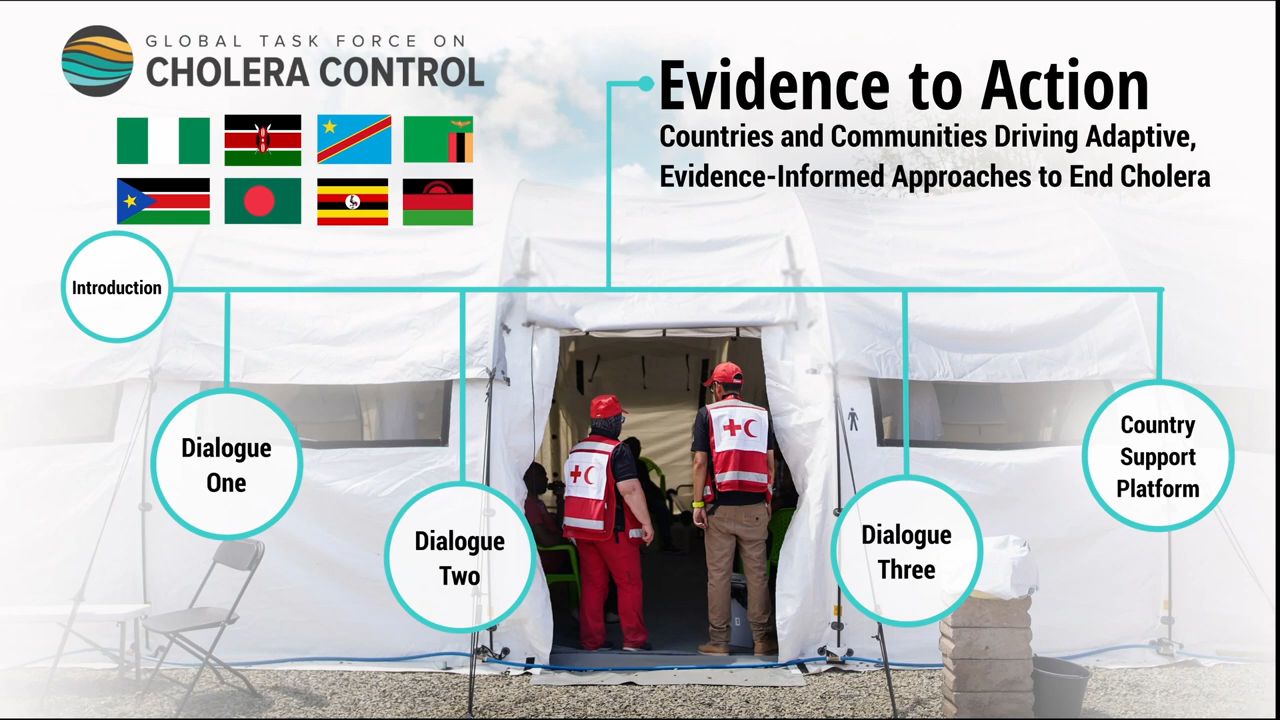 GLOBAL TASK FORCE ON
CHOLERA CONTROL
Evidence to Action
Countries and Communities Driving Adaptive,
Evidence-Informed Approaches to End Cholera
Introduction
Dialogue
One
Dialogue
Two
Dialogue
Three
Country
Support
Platform